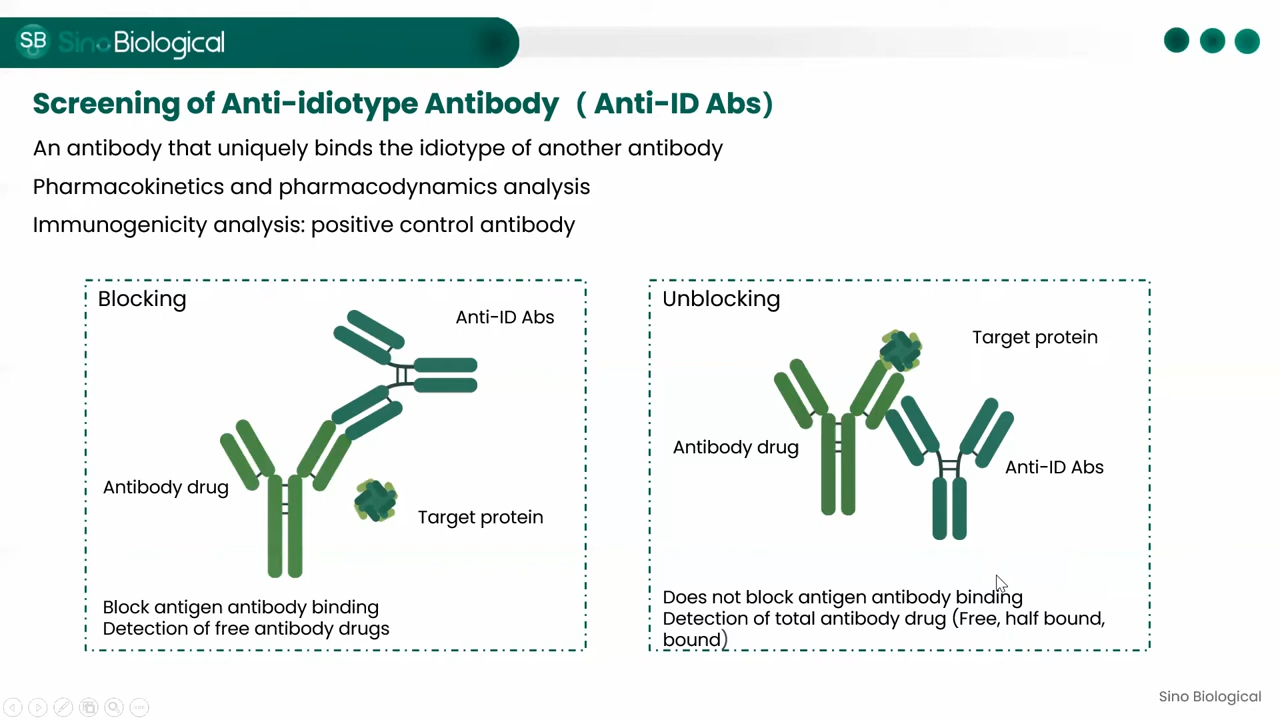 SB SinoBiological
Screening of Anti-idiotype Antibody ( Anti-ID Abs)
An antibody that uniquely binds the idiotype of another antibody
Pharmacokinetics and pharmacodynamics analysis
Immunogenicity analysis: positive control antibody
Blocking
Anti-ID Abs
Antibody drug
Target protein
Block antigen antibody binding
Detection of free antibody drugs
Unblocking
Target protein
Antibody drug
Anti-ID Abs
Does not block antigen antibody binding
Detection of total antibody drug (Free, half bound,
bound)
Sino Biological